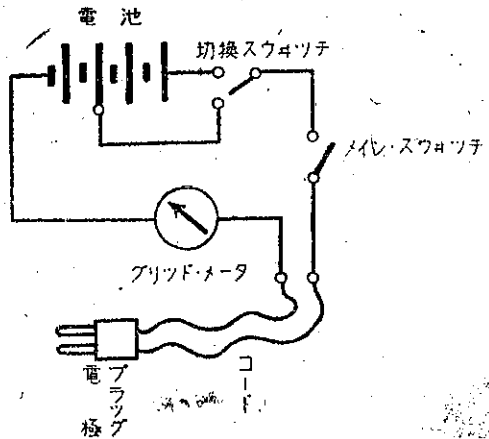 電池
切換スウォッチ
メイン・スウォッチ
グリッド・メータ
コード
プラッグ
電極